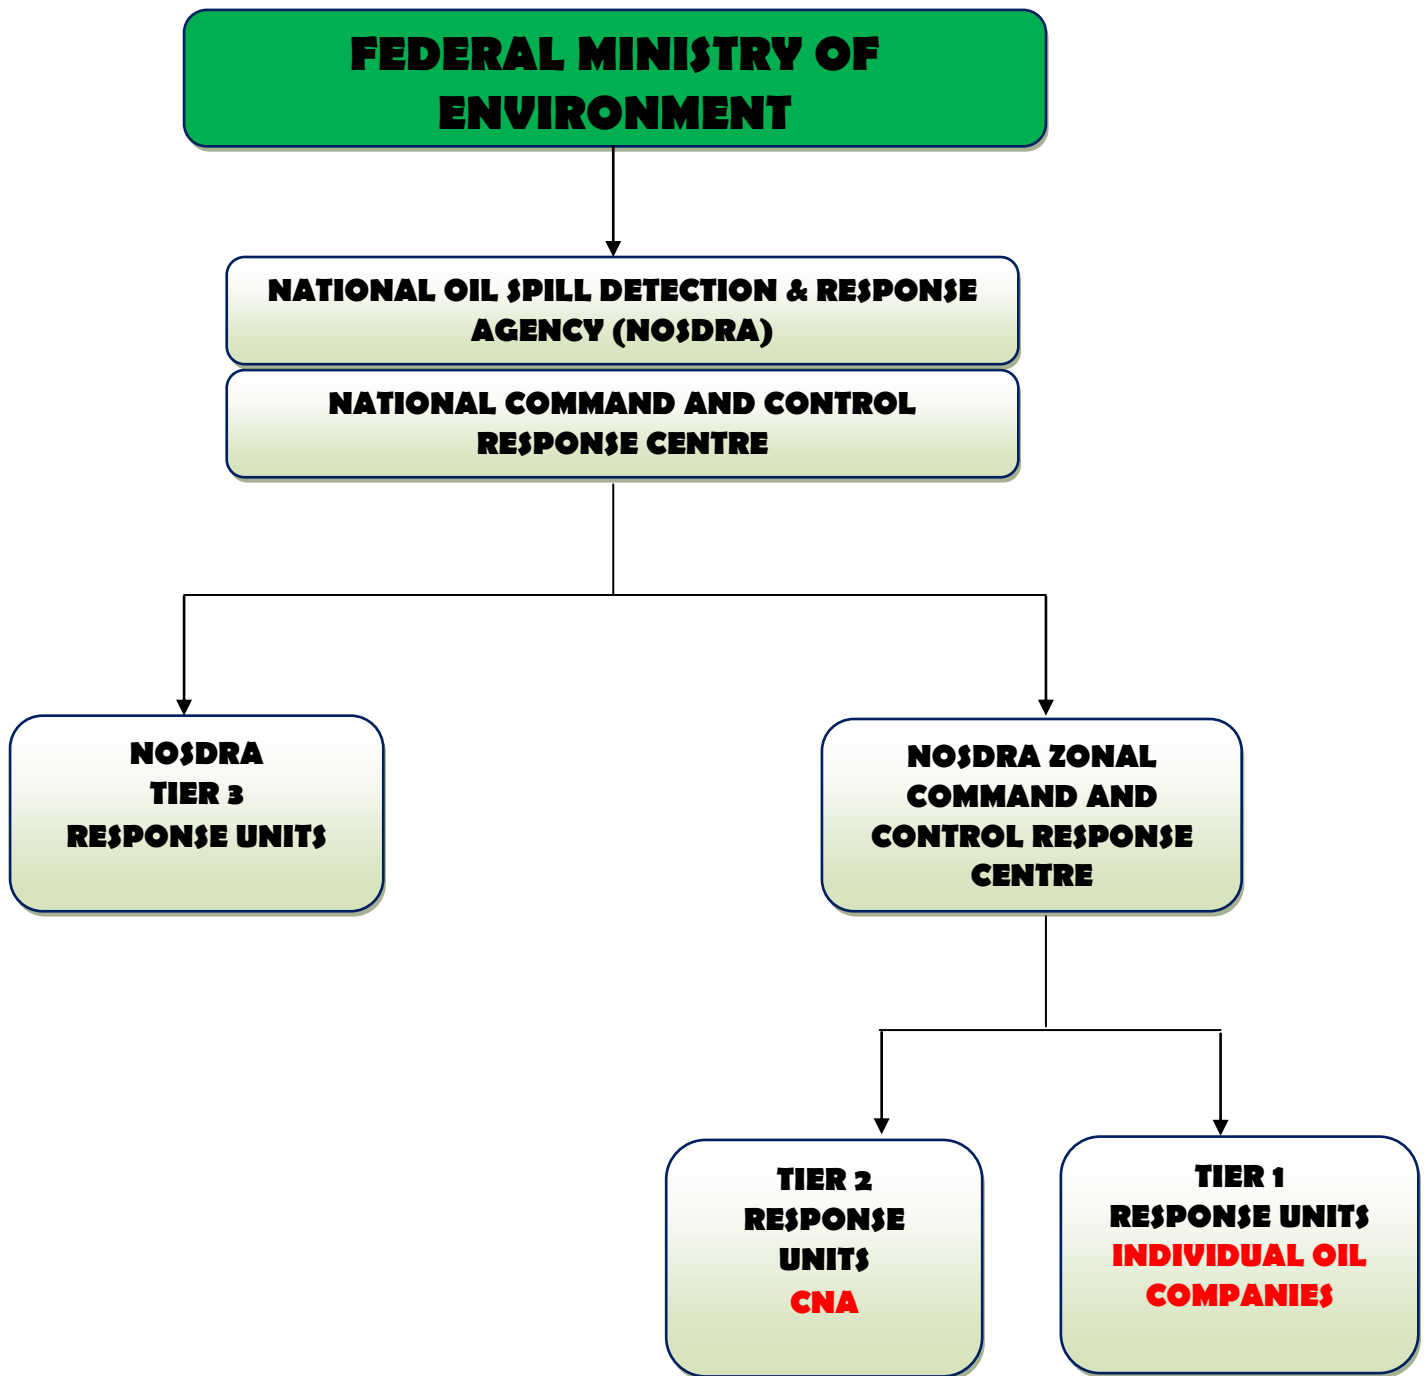 FEDERAL MINISTRY OF
ENVIRONMENT
NATIONAL OIL SPILL DETECTION & RESPONSE
AGENCY (NOSDRA)
NATIONAL COMMAND AND CONTROL
RESPONSE CENTRE
NOSDRA
TIER 3
RESPONSE UNITS
NOSDRA ZONAL
COMMAND AND
CONTROL RESPONSE
CENTRE
TIER 2
RESPONSE
UNITS
CNA
TIER 1
RESPONSE UNITS
INDIVIDUAL OIL
COMPANIES